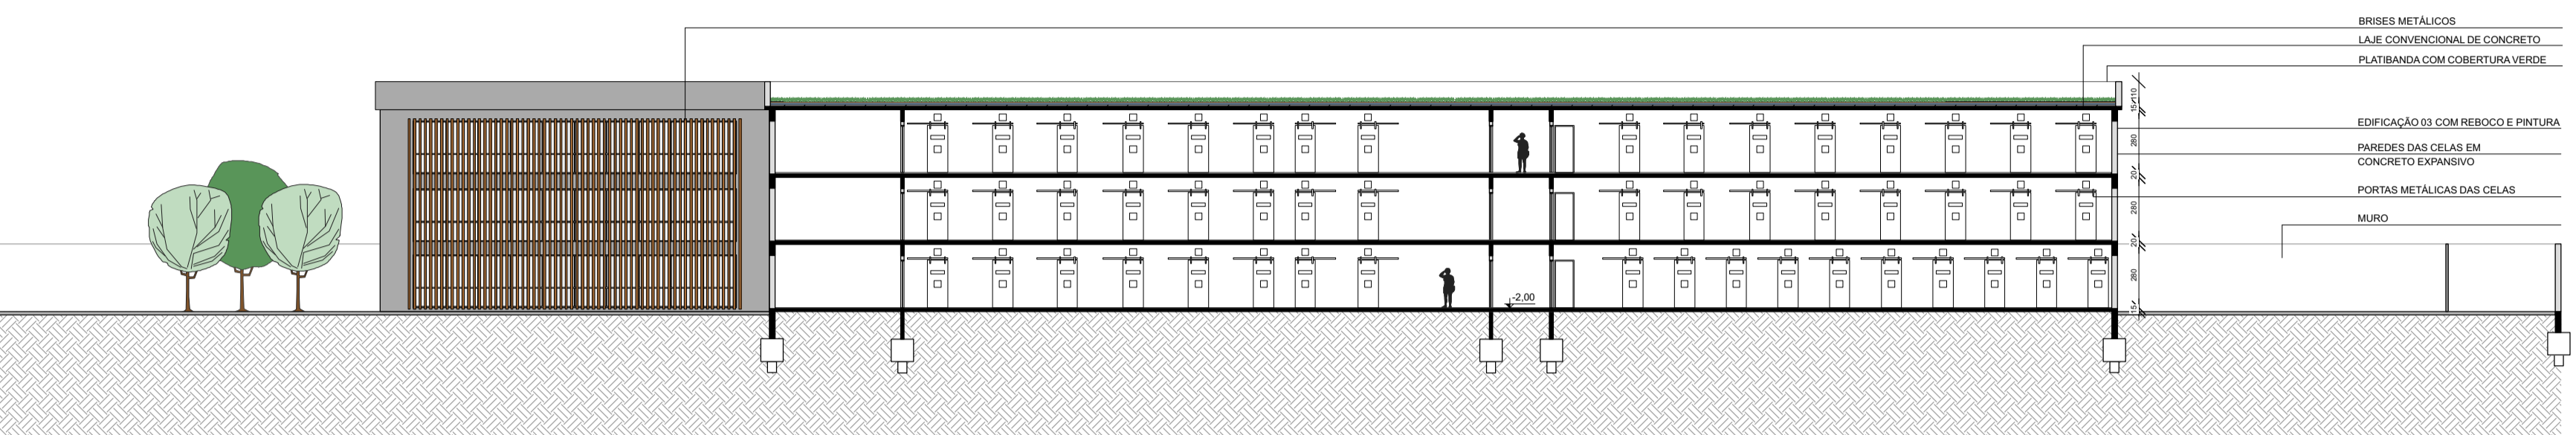 BRISES METÁLICOS
LAJE CONVENCIONAL DE CONCRETO
PLATIBANDA COM COBERTURA VERDE
110
15
EDIFICAÇÃO 03 COM REBOCO E PINTURA
280
PAREDES DAS CELAS EM
CONCRETO EXPANSIVO
20
PORTAS METÁLICAS DAS CELAS
280
MURO
20
280
-2,00
15